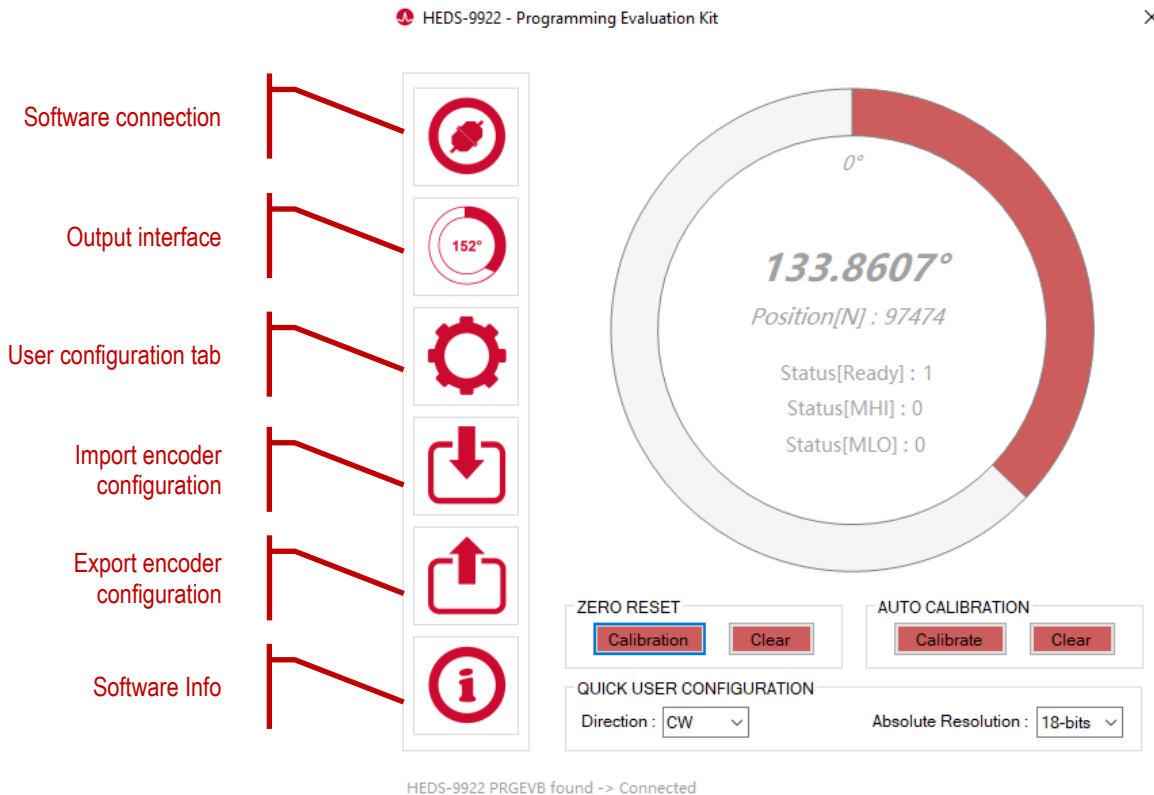 HEDS-9922 - Programming Evaluation Kit
Software connection
Output interface
152°
User configuration tab
Import encoder
configuration
Export encoder
configuration
Software Info
0°
133.8607°
Position[N] : 97474
Status[Ready] : 1
Status[MHI] : 0
Status[MLO] : 0
ZERO RESET
Calibration
Clear
AUTO CALIBRATION
Calibrate
Clear
QUICK USER CONFIGURATION
Direction : CW
Absolute Resolution : 18-bits
HEDS-9922 PRGEVB found -> Connected